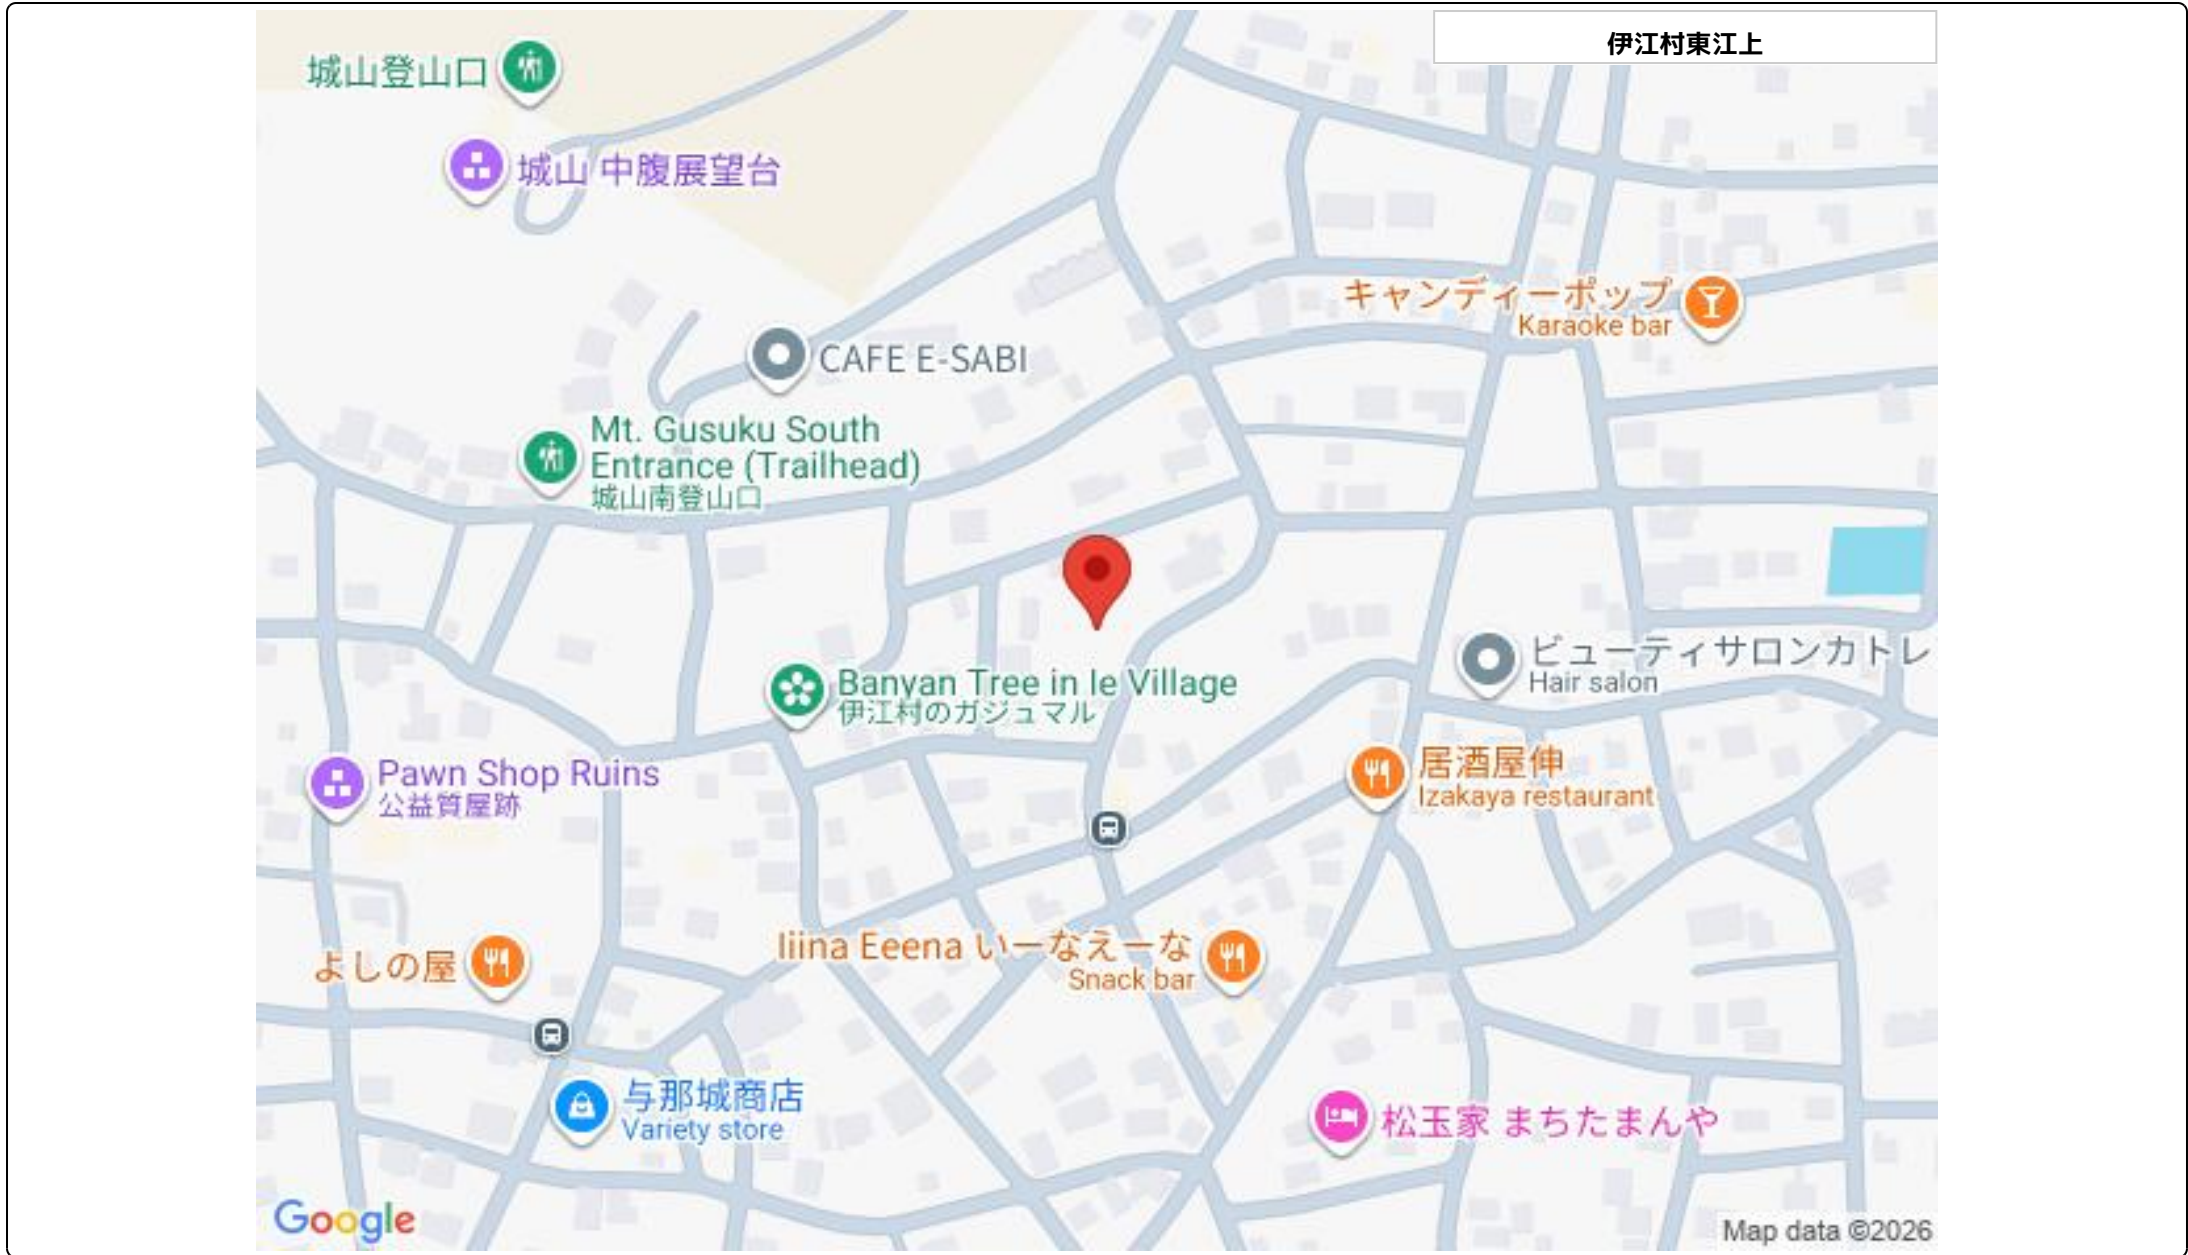 伊江村東江上
城山登山口
城山 中腹展望台
キャンディーポップ
Karaoke bar
CAFE E-SABI
Mt. Gusuku South
Entrance (Trailhead)
城山南登山口
ビューティサロンカトレ
Hair salon
Banyan Tree in Ie Village
伊江村のガジュマル
居酒屋伸
Izakaya restaurant
Pawn Shop Ruins
公益質屋跡
Iiina Eeena いーなえーな
Snack bar
よしの屋
与那城商店
Variety store
松玉家 まちたまんや
Google
Map data ©2026